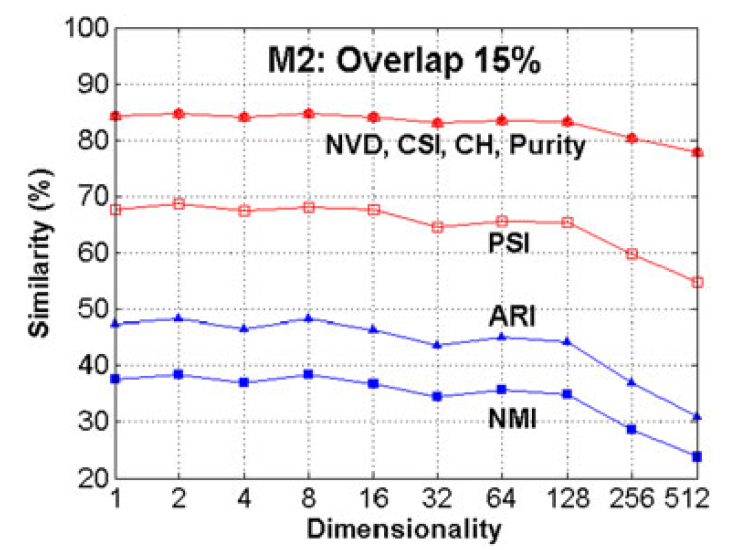 M2: Overlap 15%
100
90
80
70
60
50
40
30
20
Similarity (%)
NVD, CSI, CH, Purity
PSI
ARI
NMI
1 2 4 8 16 32 64 128 256 512
Dimensionality